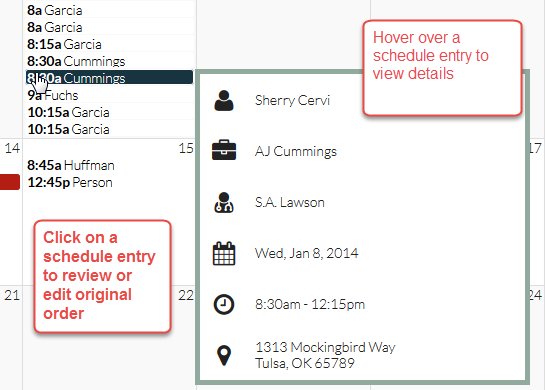 8a Garcia
8a Garcia
8:15a Garcia
8:30a Cummings
8:30a Cummings
9a Fuchs
10:15a Garcia
10:15a Garcia
Hover over a
schedule entry to
view details
Sherry Cervi
AJ Cummings
S.A. Lawson
Wed, Jan 8, 2014
8:30am - 12:15pm
1313 Mockingbird Way
Tulsa, OK 65789
14
15
17
8:45a Huffman
12:45p Person
Click on a
schedule entry
to review or
edit original
order
21
22
24